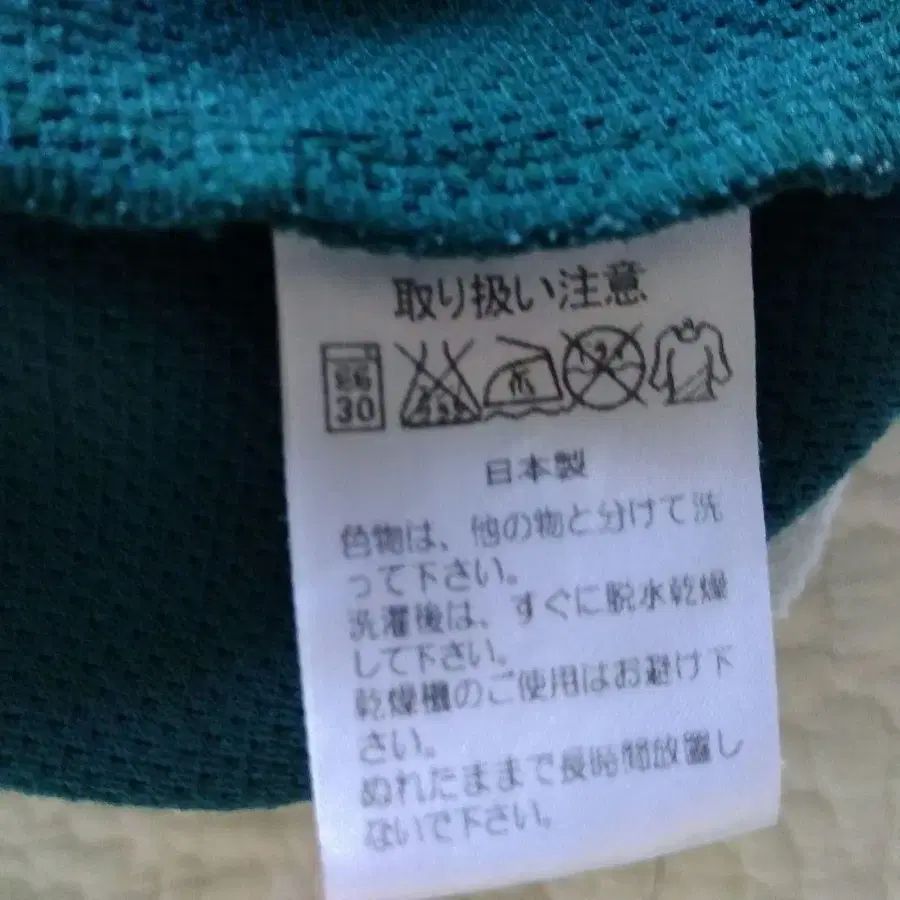 取り扱い注意
30
日本製
色物は、他の物と分けて洗
って下さい。
洗濯後は、すぐに脱水乾燥
して下さい。
乾燥機のご使用はお避け下
さい。
ぬれたままで長時間放置し
ないで下さい。